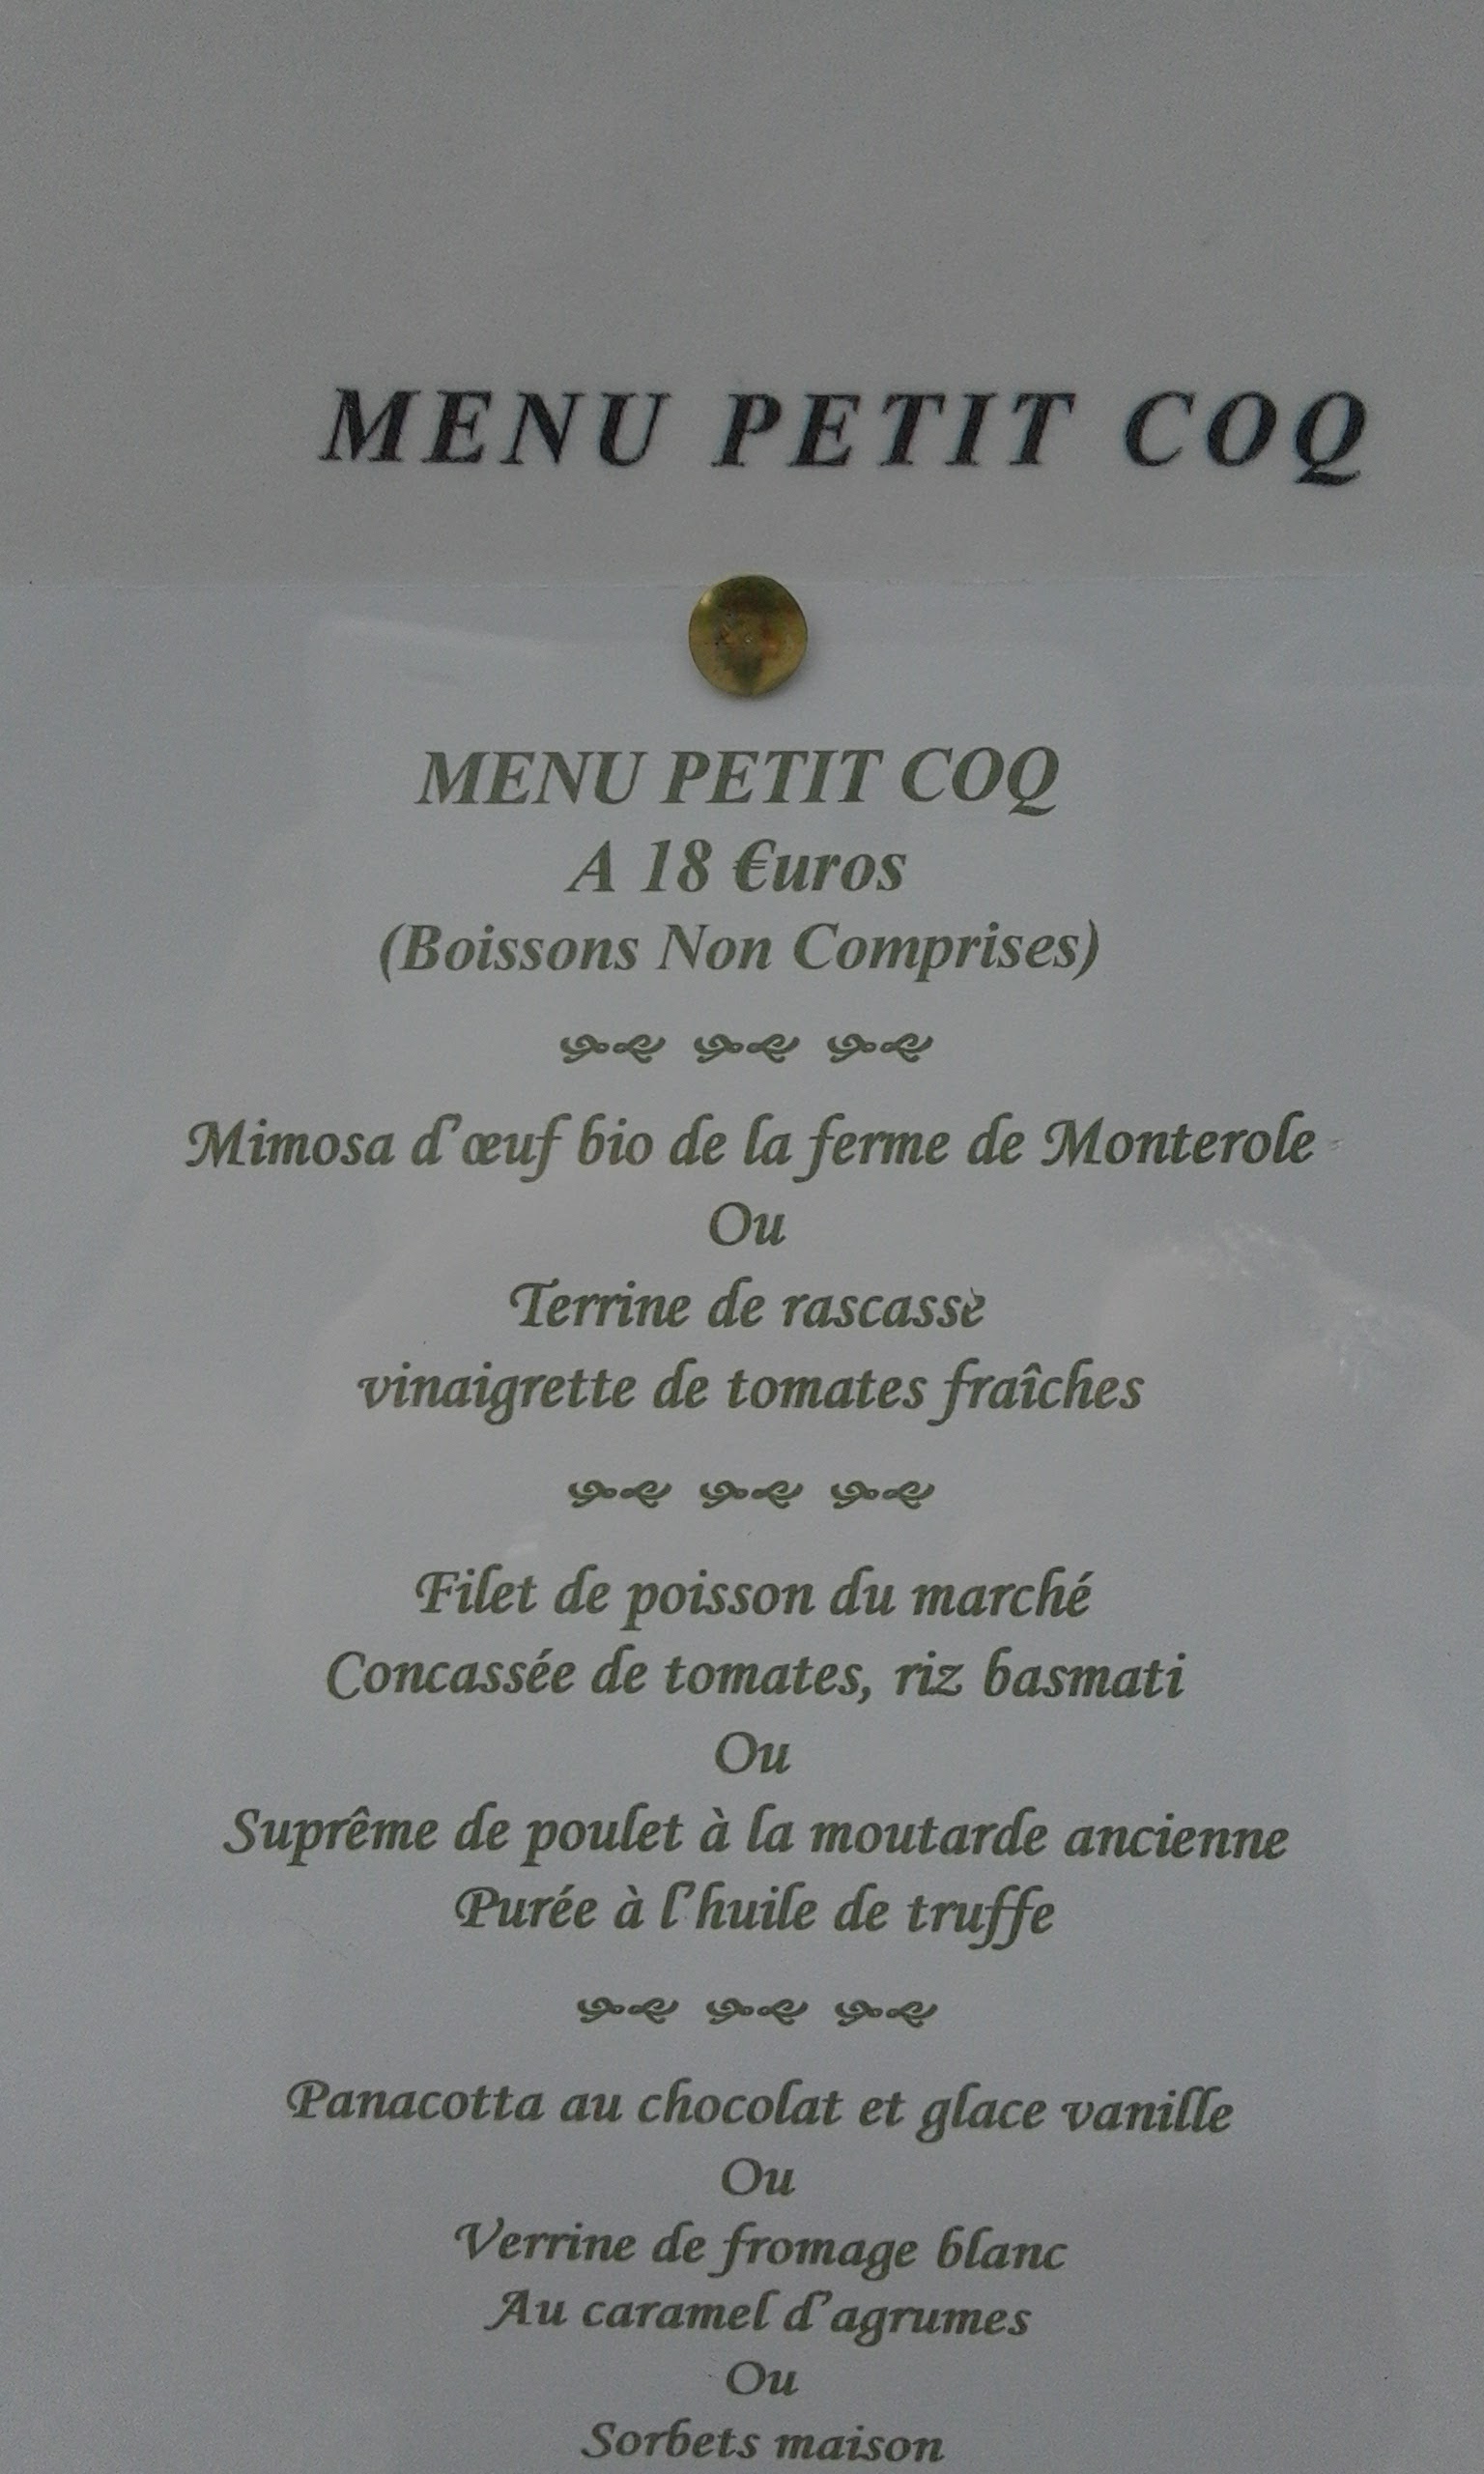 MENU PETIT COQ
MENU PETIT COQ
A 18 €uros
(Boissons Non Comprises)
Mimosa d'œuf bio de la ferme de Monterole
Ou
Terrine de rascasse
vinaigrette de tomates fraîches
Filet de poisson du marché
Concassée de tomates, riz basmati
Ou
Suprême de poulet à la moutarde ancienne
Purée à l'huile de truffe
Panacotta au chocolat et glace vanille
Ou
Verrine de fromage blanc
Au caramel d'agrumes
Ou
Sorbets maison